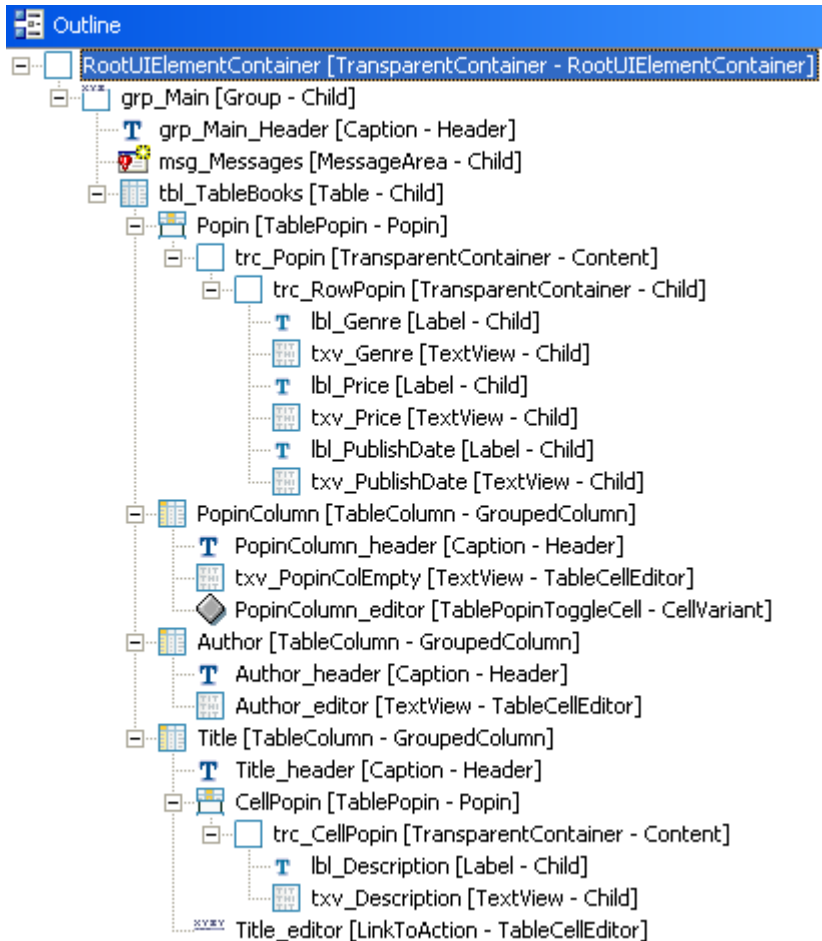 Outline
RootUIElementContainer [TransparentContainer - RootUIElementContainer]
grp_Main [Group - Child]
grp_Main_Header [Caption - Header]
msg_Messages [MessageArea - Child]
tbl_TableBooks [Table - Child]
Popin [TablePopin - Popin]
trc_Popin [TransparentContainer - Content]
trc_RowPopin [TransparentContainer - Child]
lbl_Genre [Label - Child]
txv_Genre [TextView - Child]
lbl_Price [Label - Child]
txv_Price [TextView - Child]
lbl_PublishDate [Label - Child]
txv_PublishDate [TextView - Child]
PopinColumn [TableColumn - GroupedColumn]
PopinColumn_header [Caption - Header]
txv_PopinColEmpty [TextView - TableCellEditor]
PopinColumn_editor [TablePopinToggleCell - CellVariant]
Author [TableColumn - GroupedColumn]
Author_header [Caption - Header]
Author_editor [TextView - TableCellEditor]
Title [TableColumn - GroupedColumn]
Title_header [Caption - Header]
CellPopin [TablePopin - Popin]
trc_CellPopin [TransparentContainer - Content]
lbl_Description [Label - Child]
txv_Description [TextView - Child]
Title_editor [LinkToAction - TableCellEditor]